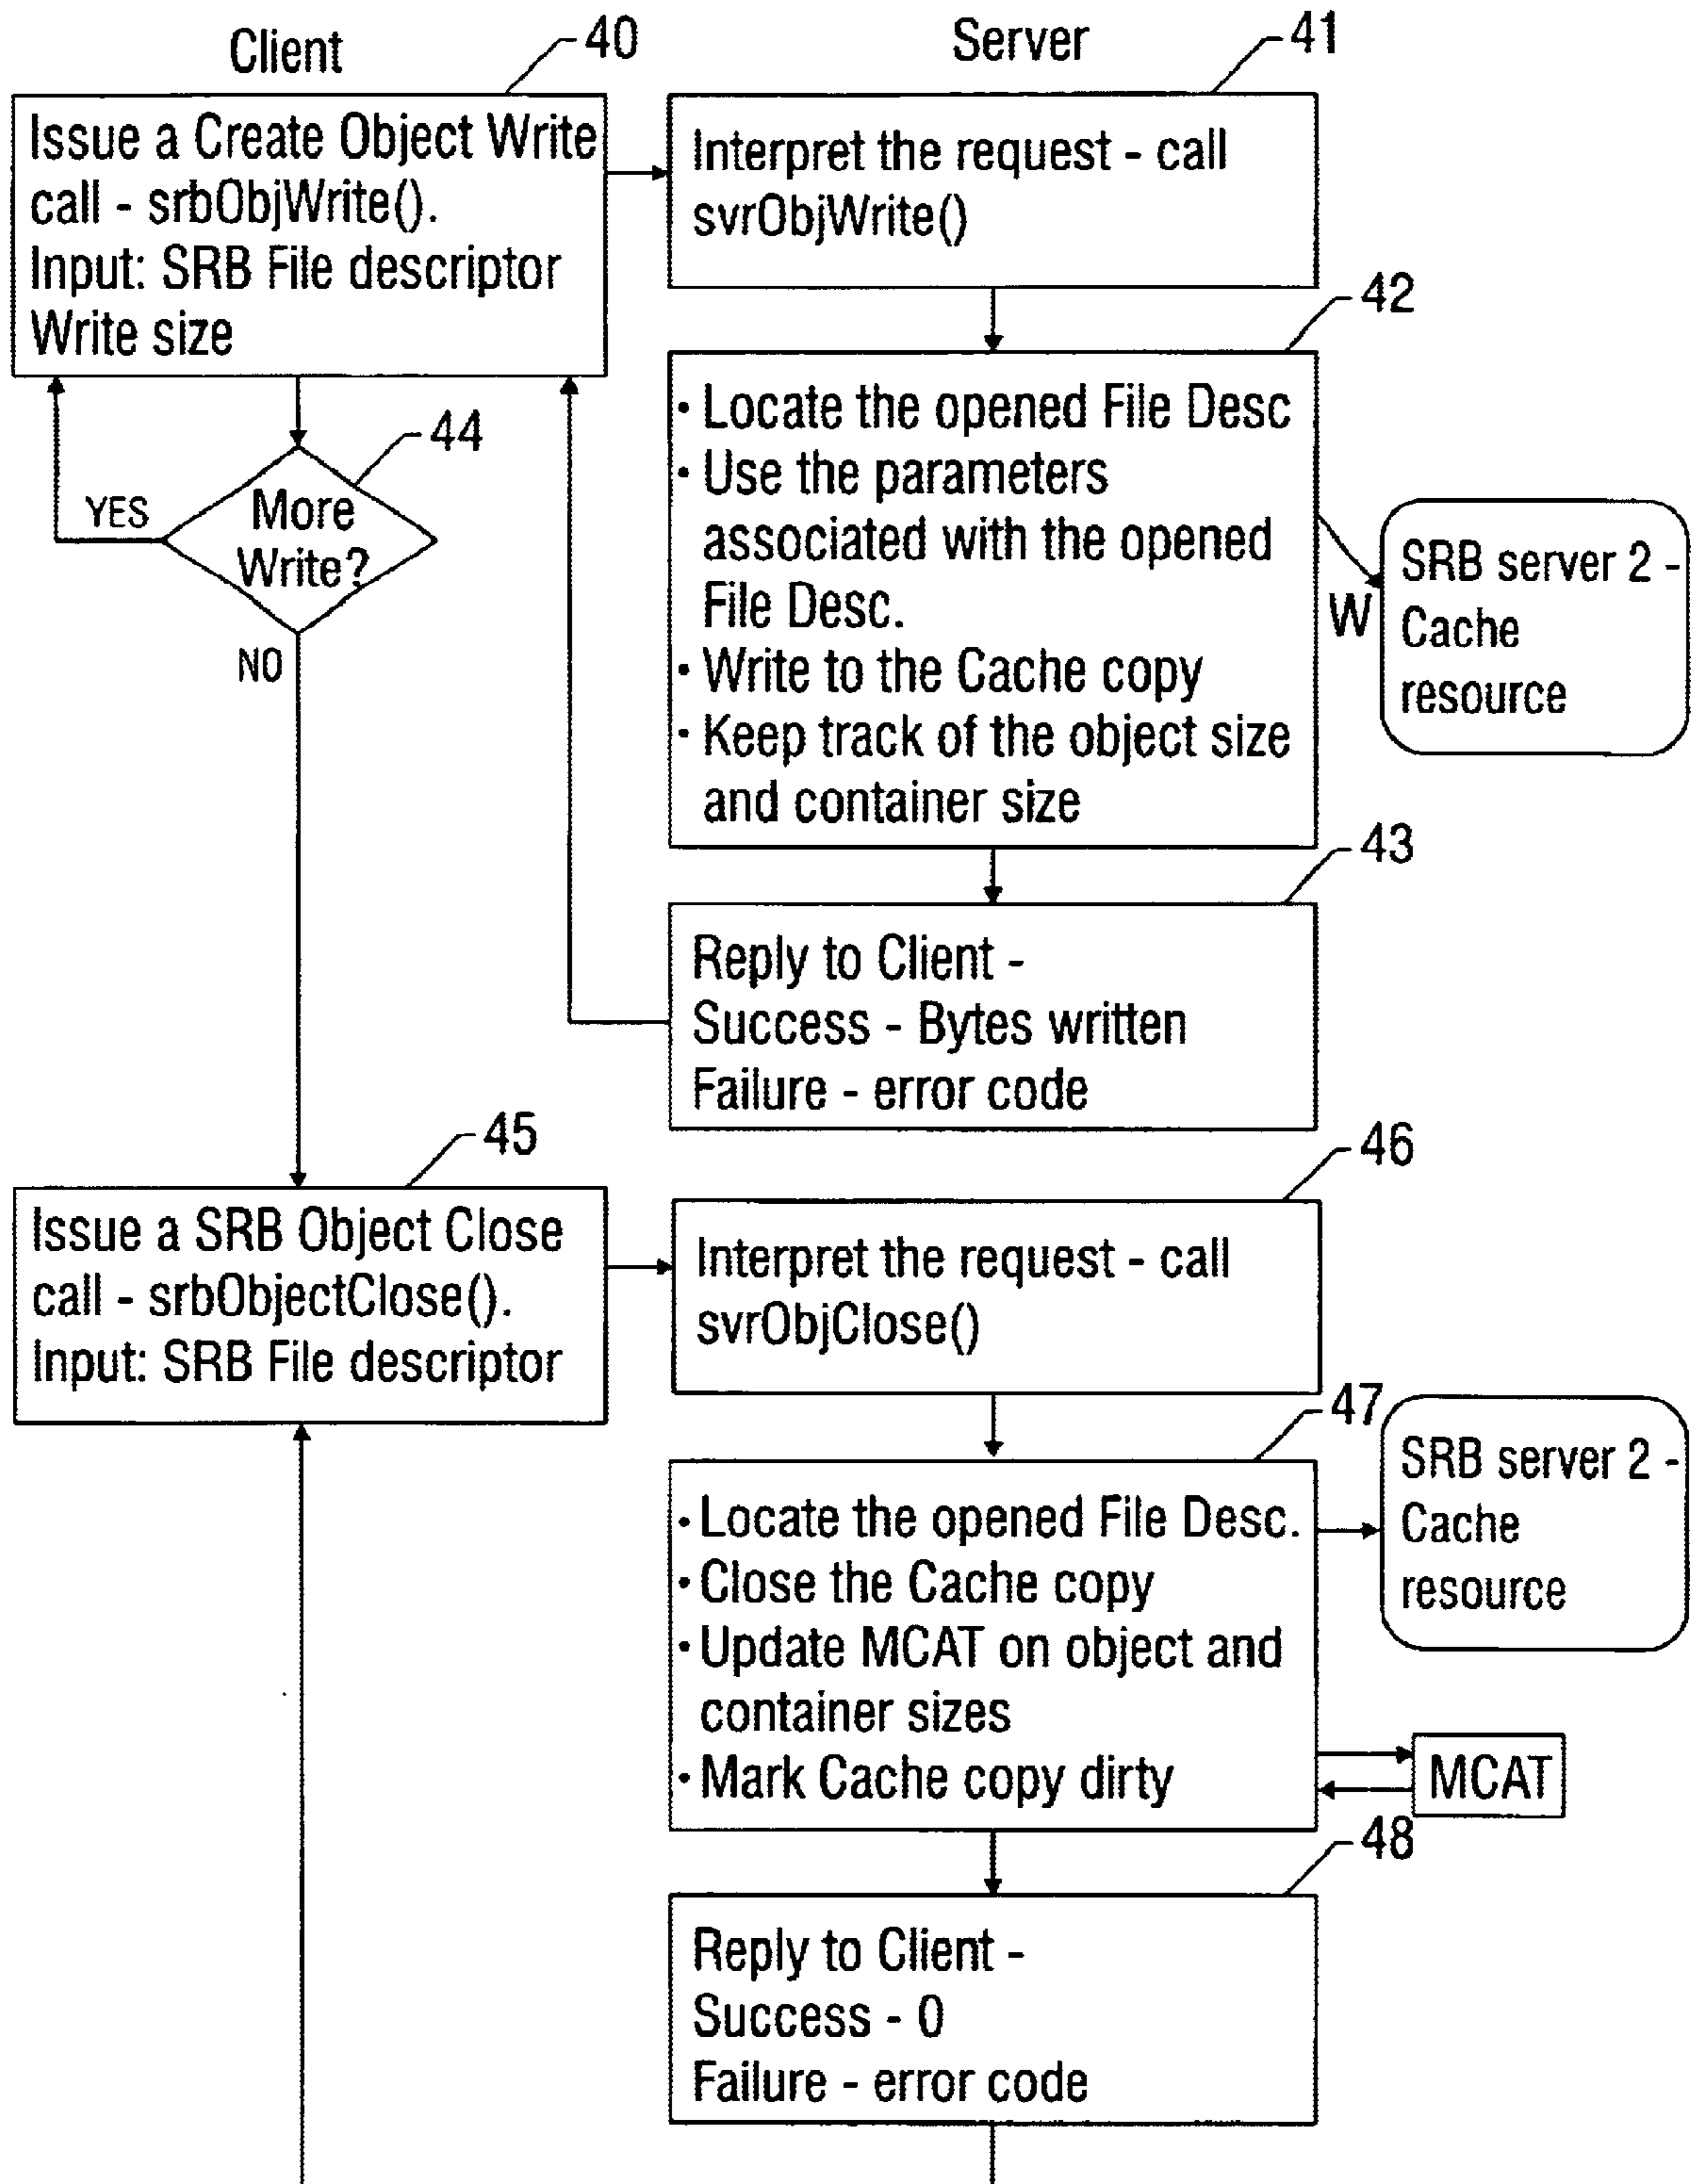 Client
40
Server
41
Issue a Create Object Write
call - srbObjWrite().
Input: SRB File descriptor
Write size
Interpret the request - call
svrObjWrite()
42
· Locate the opened File Desc
· Use the parameters
associated with the opened
File Desc.
· Write to the Cache copy
· Keep track of the object size
and container size
44
More
Write?
YES
NO
W
SRB server 2 -
Cache
resource
43
Reply to Client -
Success - Bytes written
Failure - error code
45
Issue a SRB Object Close
call - srbObjectClose().
Input: SRB File descriptor
46
Interpret the request - call
svrObjClose()
47
· Locate the opened File Desc.
· Close the Cache copy
· Update MCAT on object and
container sizes
· Mark Cache copy dirty
SRB server 2 -
Cache
resource
MCAT
48
Reply to Client -
Success - 0
Failure - error code